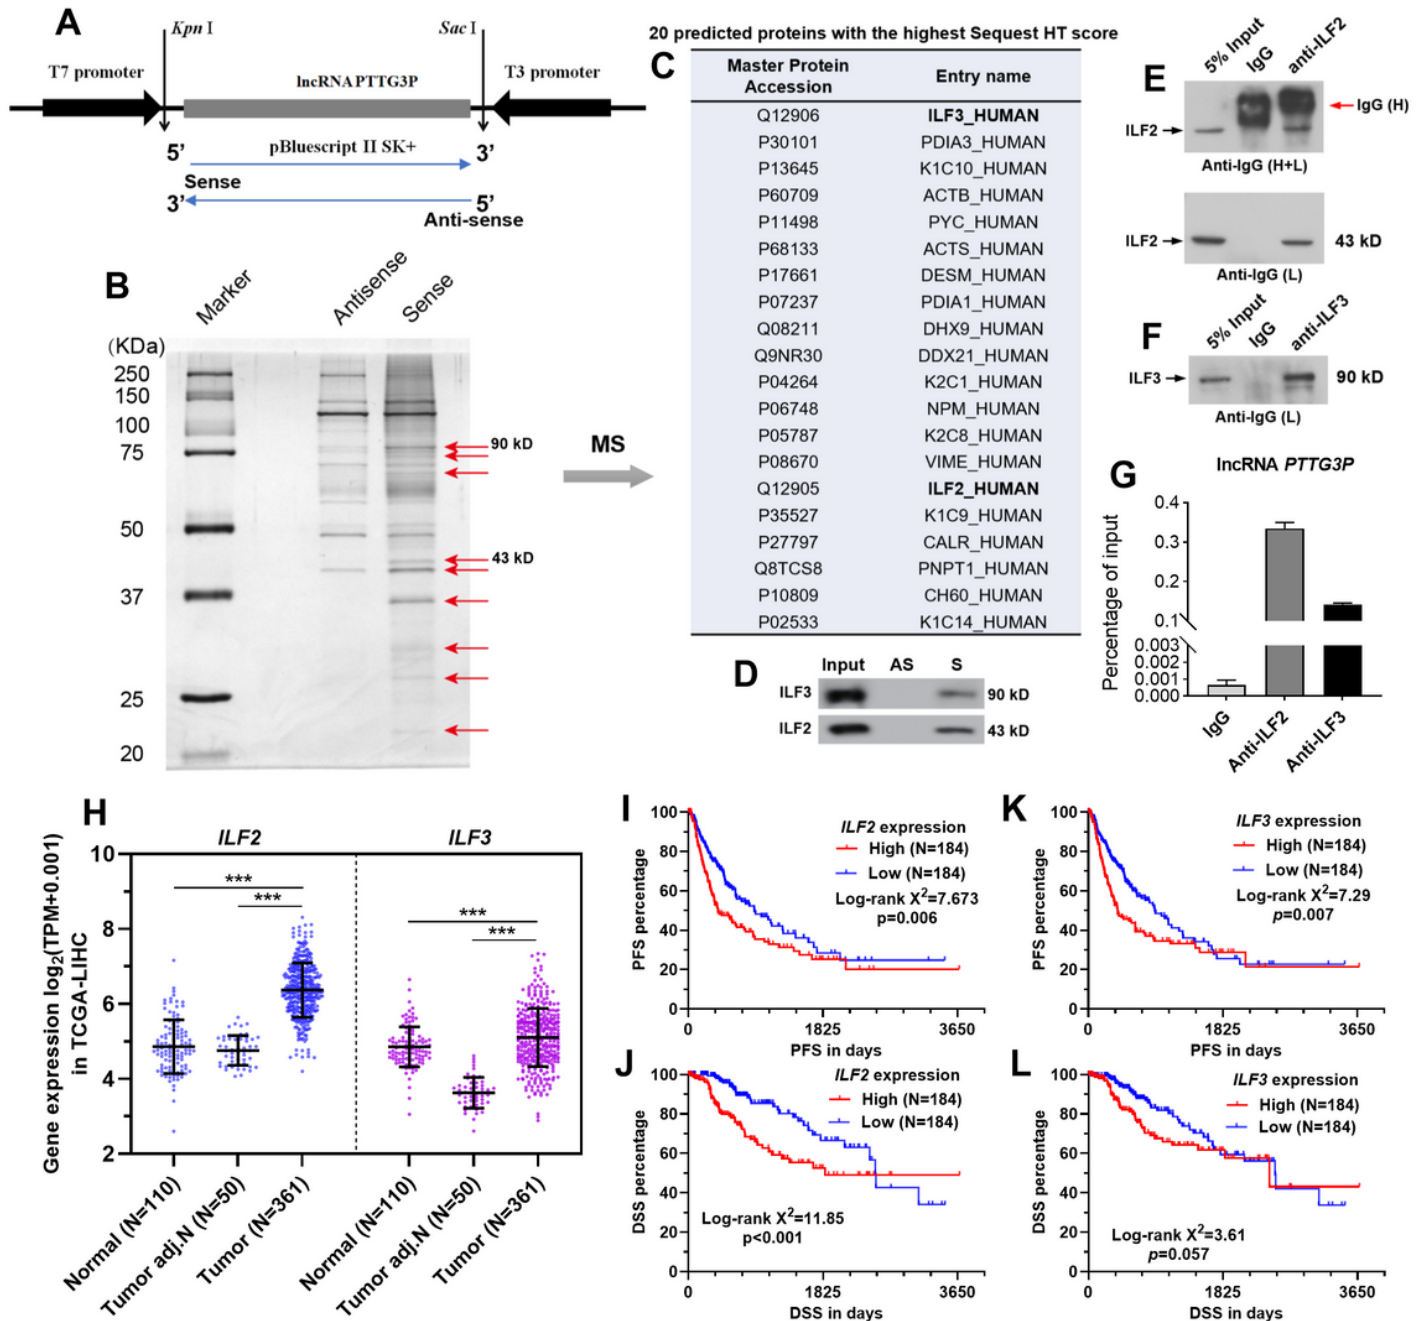 A
Kpn I
Sac I
T7 promoter
lncRNA PTTG3P
T3 promoter
5’
pBluescript II SK+
3’
Sense
3’
5’
Anti-sense
B
Marker
Antisense
Sense
(KDa)
250
150
100
75
50
37
25
20
90 kD
43 kD
MS
20 predicted proteins with the highest Sequest HT score
C
Master Protein Accession Entry name
Q12906 ILF3_HUMAN
P30101 PDIA3_HUMAN
P13645 K1C10_HUMAN
P60709 ACTB_HUMAN
P11498 PYC_HUMAN
P68133 ACTS_HUMAN
P17661 DESM_HUMAN
P07237 PDIA1_HUMAN
Q08211 DHX9_HUMAN
Q9NR30 DDX21_HUMAN
P04264 K2C1_HUMAN
P06748 NPM_HUMAN
P05787 K2C8_HUMAN
P08670 VIME_HUMAN
Q12905 ILF2_HUMAN
P35527 K1C9_HUMAN
P27797 CALR_HUMAN
Q8TCS8 PNPT1_HUMAN
P10809 CH60_HUMAN
P02533 K1C14_HUMAN
D
Input AS S
ILF3 90 kD
ILF2 43 kD
E
5% Input
IgG
anti-ILF2
IgG (H)
ILF2
Anti-IgG (H+L)
ILF2 43 kD
Anti-IgG (L)
F
5% Input
IgG
anti-ILF3
ILF3 90 kD
Anti-IgG (L)
G
lncRNA PTTG3P
Percentage of input
0.4
0.3
0.2
0.1
0.003
0.002
0.001
0.000
IgG
Anti-ILF2
Anti-ILF3
H
ILF2 ILF3
Gene expression log2(TPM+0.001)
in TCGA-LIHC
10
8
6
4
2
***
***
***
***
Normal (N=110)
Tumor adj.N (N=50)
Tumor (N=361)
Normal (N=110)
Tumor adj.N (N=50)
Tumor (N=361)
I
PFS percentage
100
80
60
40
20
0
ILF2 expression
High (N=184)
Low (N=184)
Log-rank X²=7.673
p=0.006
0 1825 3650
PFS in days
J
DSS percentage
100
80
60
40
20
0
ILF2 expression
High (N=184)
Low (N=184)
Log-rank X²=11.85
p<0.001
0 1825 3650
DSS in days
K
PFS percentage
100
80
60
40
20
0
ILF3 expression
High (N=184)
Low (N=184)
Log-rank X²=7.29
p=0.007
0 1825 3650
PFS in days
L
DSS percentage
100
80
60
40
20
0
ILF3 expression
High (N=184)
Low (N=184)
Log-rank X²=3.61
p=0.057
0 1825 3650
DSS in days